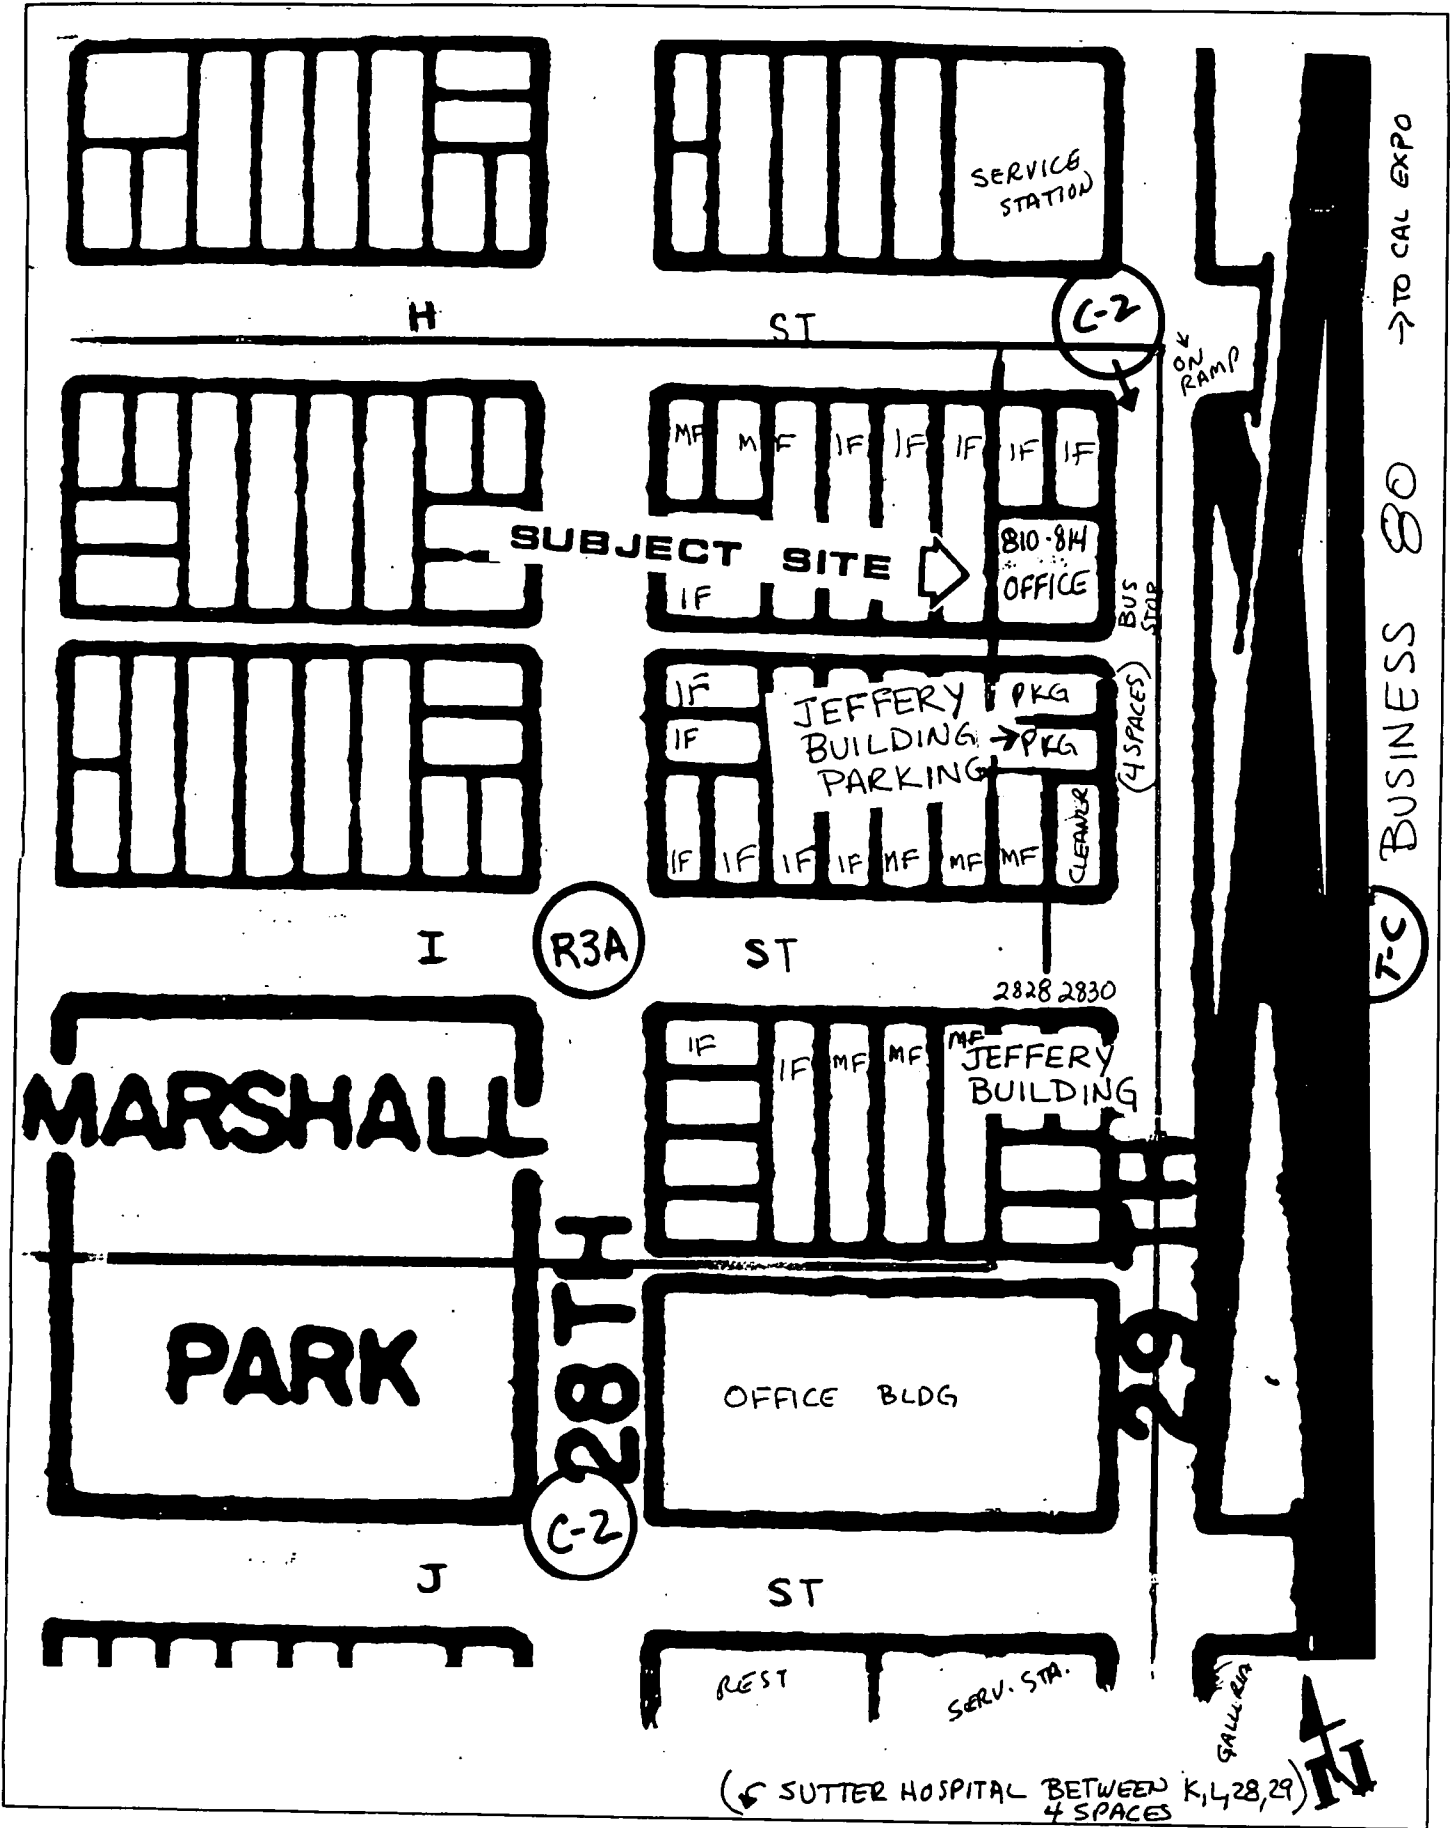 SERVICE
STATION
→ TO CAL EXPO
H ST
C-2
ON
RAMP
MF MF 1F 1F 1F 1F 1F
SUBJECT SITE
810-814
OFFICE
1F
BUS
STOP
BUSINESS 80
1F
JEFFERY
BUILDING
PARKING
PKG
→PKG
1F
(4 SPACES)
CLEANER
1F 1F 1F 1F MF MF MF
I ST
R3A
T-C
2828 2830
1F 1F MF MF MF
JEFFERY
BUILDING
MARSHALL
PARK
28TH
29TH
OFFICE BLDG
C-2
J ST
REST
SERV. STA.
GALLERIA
N
( SUTTER HOSPITAL BETWEEN K, L, 28, 29)
4 SPACES